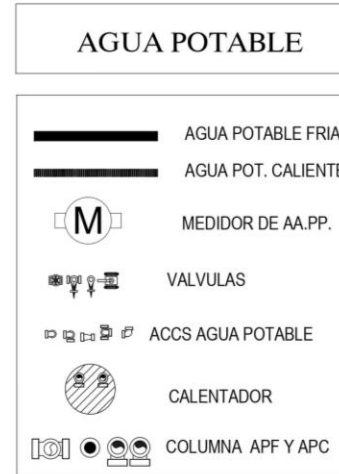 AGUA POTABLE
AGUA POTABLE FRIA
AGUA POT. CALIENTE
M
MEDIDOR DE AA.PP.
VALVULAS
ACCS AGUA POTABLE
CALENTADOR
COLUMNA APF Y APC